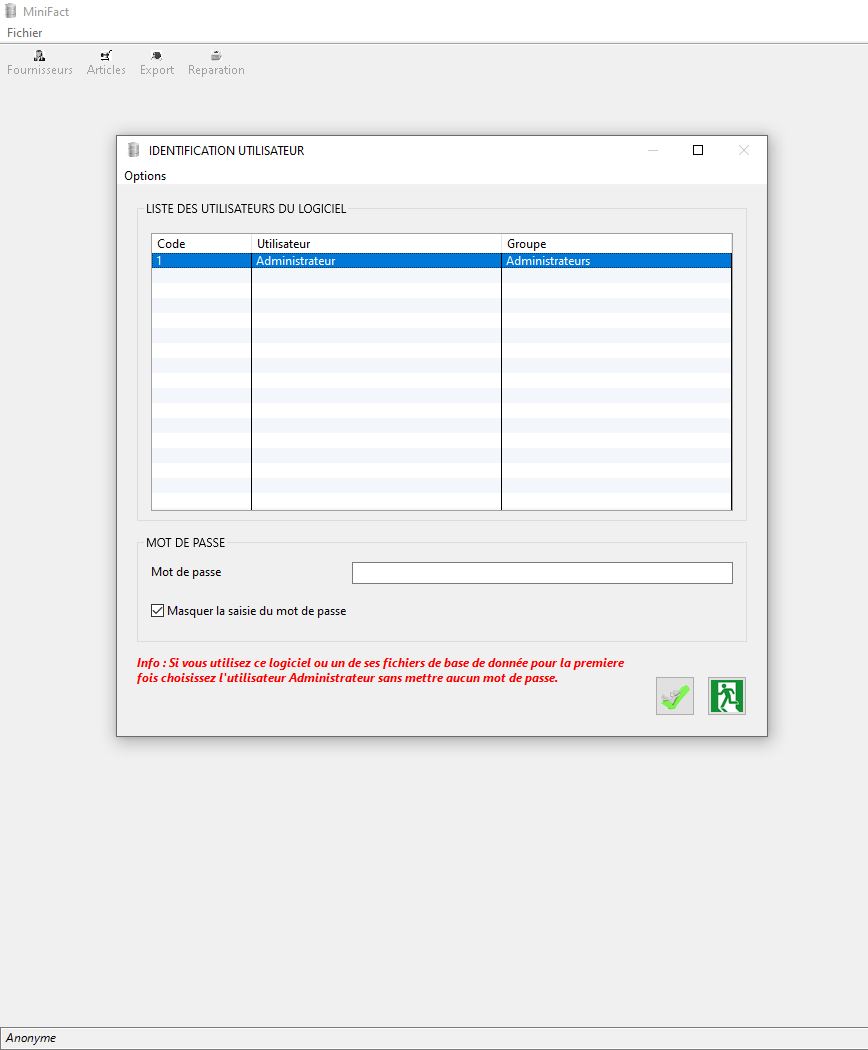 MiniFact
Fichier
Fournisseurs Articles Export Reparation
IDENTIFICATION UTILISATEUR
Options
LISTE DES UTILISATEURS DU LOGICIEL
Code Utilisateur Groupe
1 Administrateur Administrateurs
MOT DE PASSE
Mot de passe
Masquer la saisie du mot de passe
Info : Si vous utilisez ce logiciel ou un de ses fichiers de base de donnée pour la premiere
fois choisissez l'utilisateur Administrateur sans mettre aucun mot de passe.
Anonyme